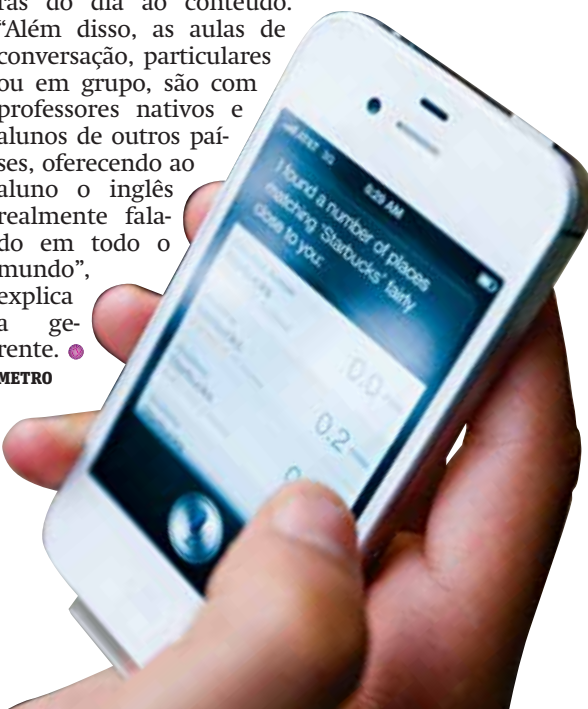 ras do dia ao conteúdo.
“Além disso, as aulas de
conversação, particulares
ou em grupo, são com
professores nativos e
alunos de outros paí-
ses, oferecendo ao
aluno o inglês
realmente fala-
do em todo o
mundo”,
explica
a ge-
rente.
METRO
AT&T 3G 8:29 AM
I found a number of places
matching 'Starbucks' fairly
close to you:
0.0
0.2